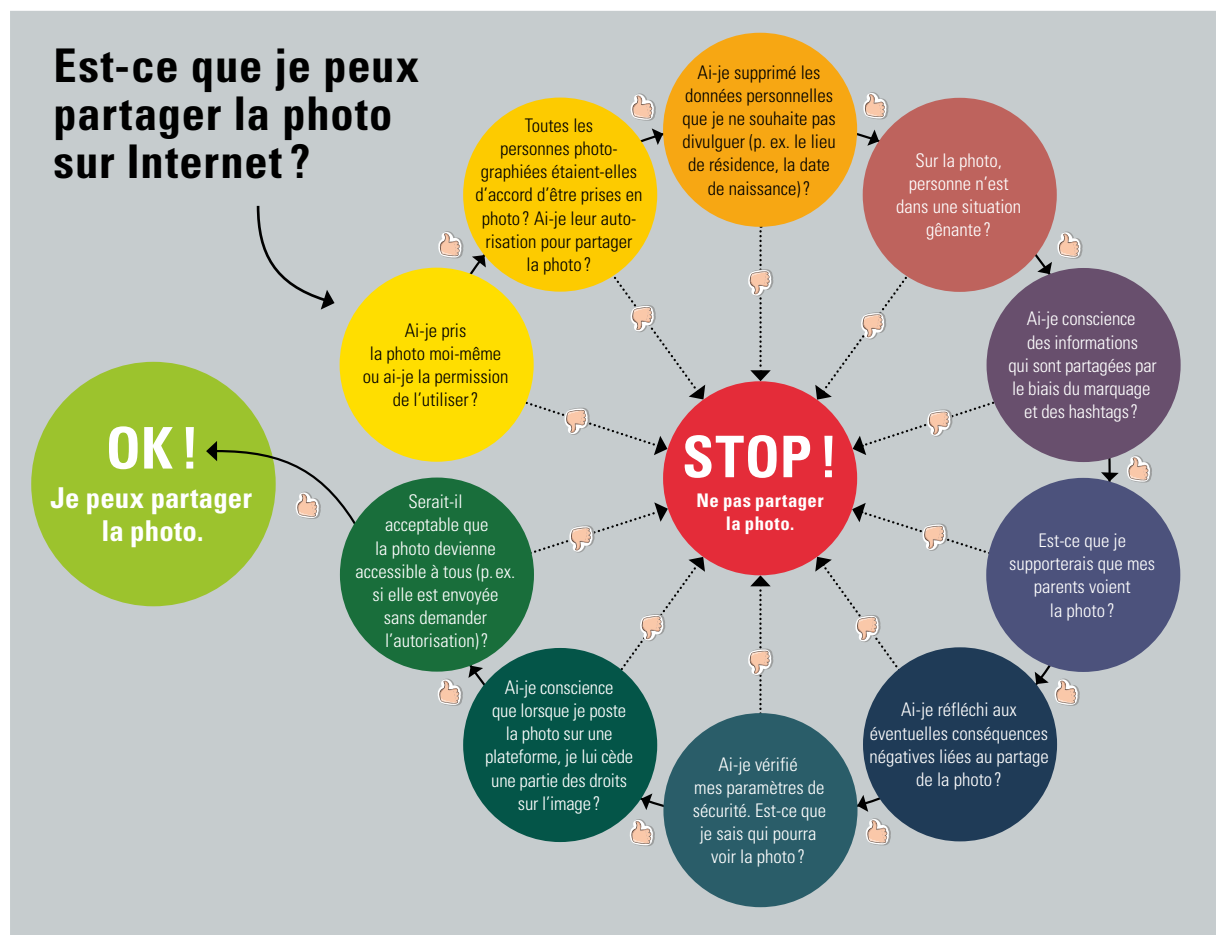 Est-ce que je peux
partager la photo
sur Internet ?
Ai-je pris
la photo moi-même
ou ai-je la permission
de l'utiliser ?
Toutes les
personnes photo-
graphiées étaient-elles
d'accord d'être prises en
photo ? Ai-je leur auto-
risation pour partager
la photo ?
Ai-je supprimé les
données personnelles
que je ne souhaite pas
divulguer (p. ex. le lieu
de résidence, la date
de naissance) ?
Sur la photo,
personne n'est
dans une situation
gênante ?
Ai-je conscience
des informations
qui sont partagées par
le biais du marquage
et des hashtags ?
Est-ce que je
supporterais que mes
parents voient
la photo ?
Ai-je réfléchi aux
éventuelles conséquences
négatives liées au partage
de la photo ?
Ai-je vérifié
mes paramètres de
sécurité. Est-ce que
je sais qui pourra
voir la photo ?
Ai-je conscience
que lorsque je poste
la photo sur une
plateforme, je lui cède
une partie des droits
sur l'image ?
Serait-il
acceptable que
la photo devienne
accessible à tous (p. ex.
si elle est envoyée
sans demander
l'autorisation) ?
OK !
Je peux partager
la photo.
STOP !
Ne pas partager
la photo.